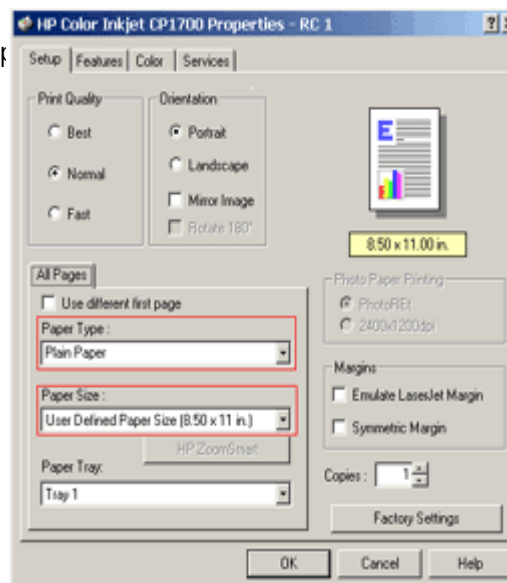 HP Color Inkjet CP1700 Properties - RC 1
Setup Features Color Services
Print Quality
Best
Normal
Fast
Orientation
Portrait
Landscape
Mirror Image
Rotate 180°
E
8.50 x 11.00 in.
All Pages
Use different first page
Paper Type :
Plain Paper
Paper Size :
User Defined Paper Size (8.50 x 11 in.)
HP ZoomSmart
Paper Tray:
Tray 1
Photo Paper Printing
PhotoREt
2400x1200dpi
Margins
Emulate LaserJet Margin
Symmetric Margin
Copies : 1
Factory Settings
OK Cancel Help